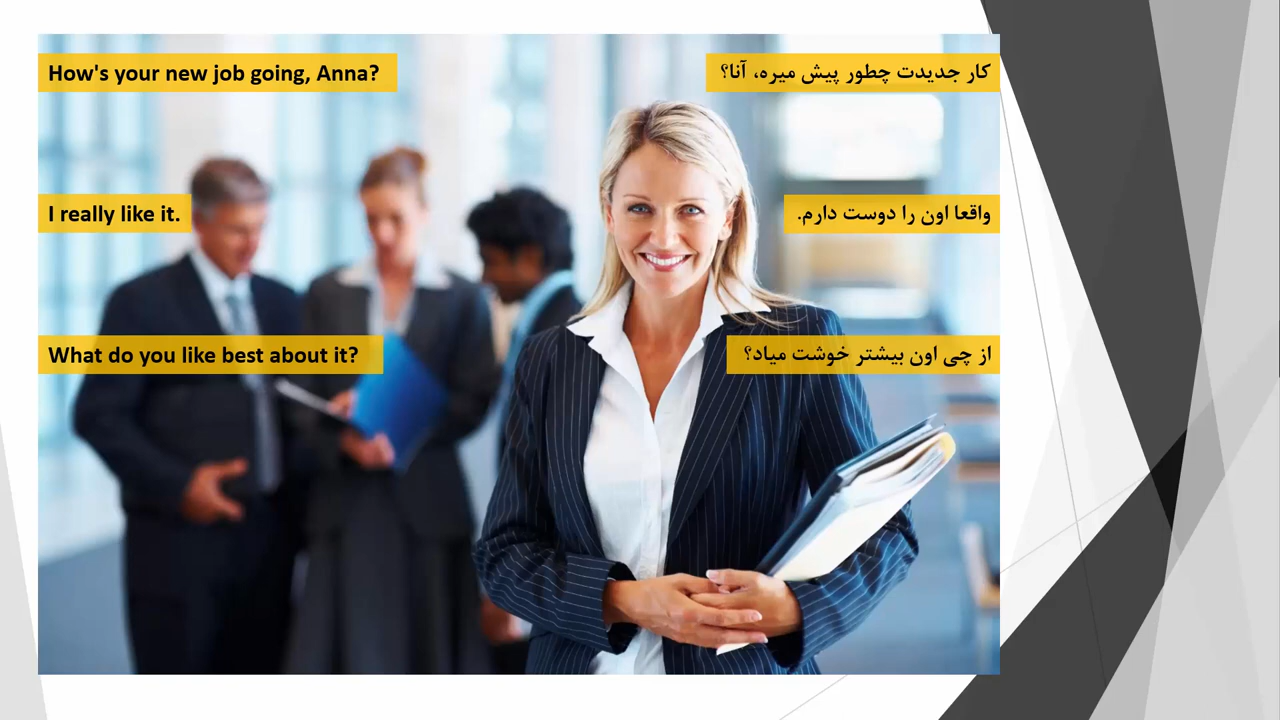 How's your new job going, Anna?
کار جدیدت چطور پیش میره، آنا؟
I really like it.
واقعا اون را دوست دارم.
What do you like best about it?
از چی اون بیشتر خوشت میاد؟